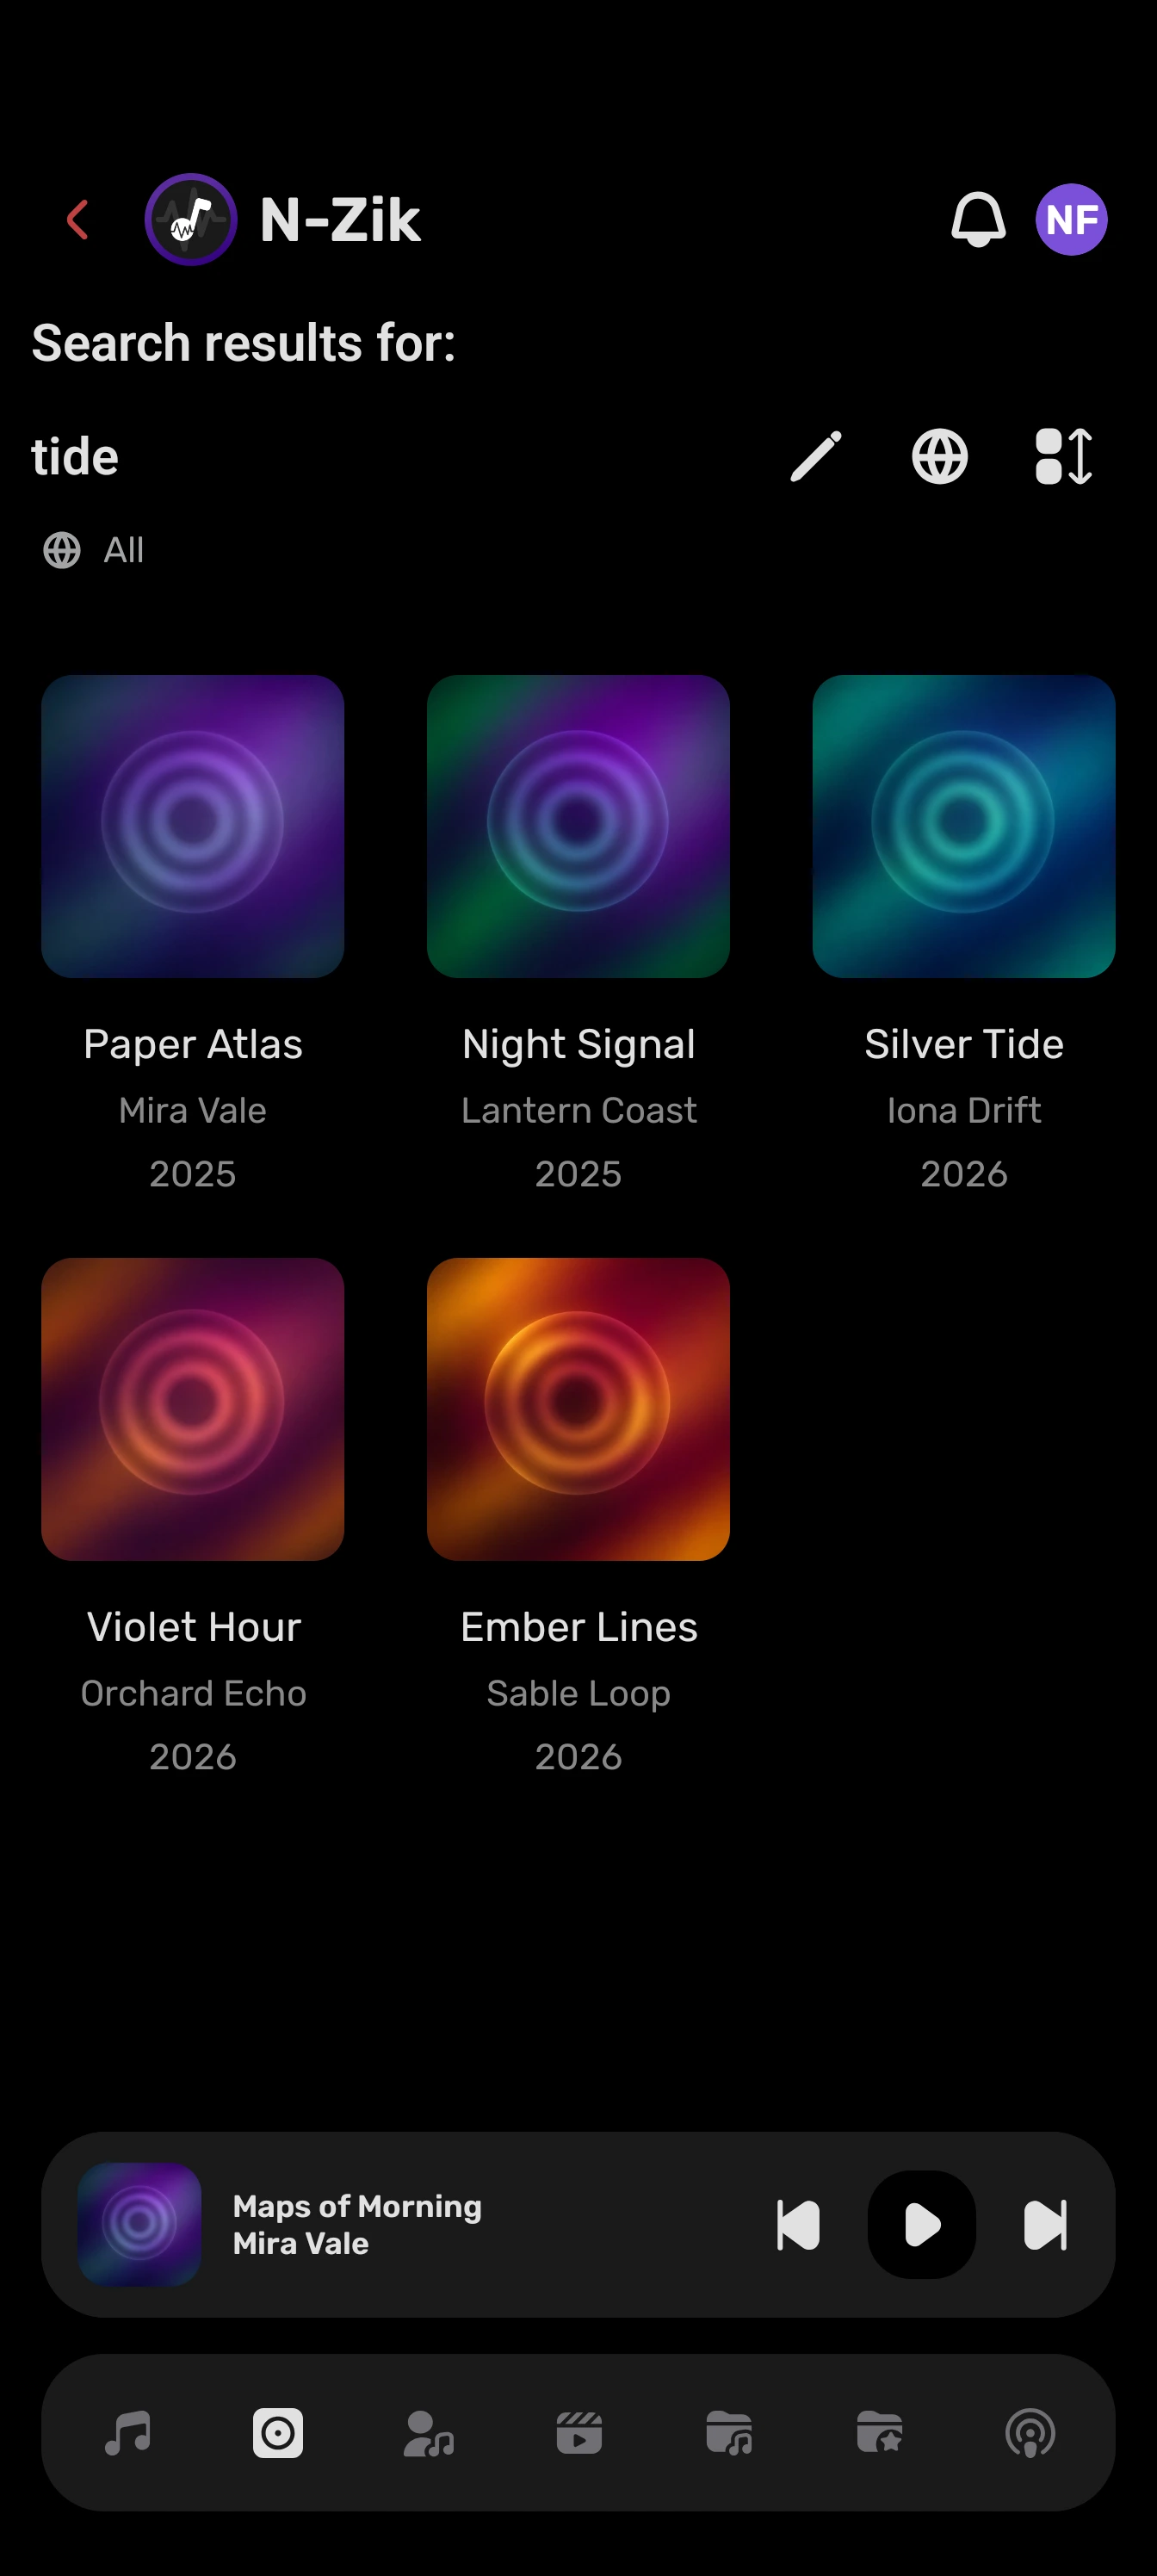 N-Zik
NF
Search results for:
tide
All
Paper Atlas
Mira Vale
2025
Night Signal
Lantern Coast
2025
Silver Tide
Iona Drift
2026
Violet Hour
Orchard Echo
2026
Ember Lines
Sable Loop
2026
Maps of Morning
Mira Vale